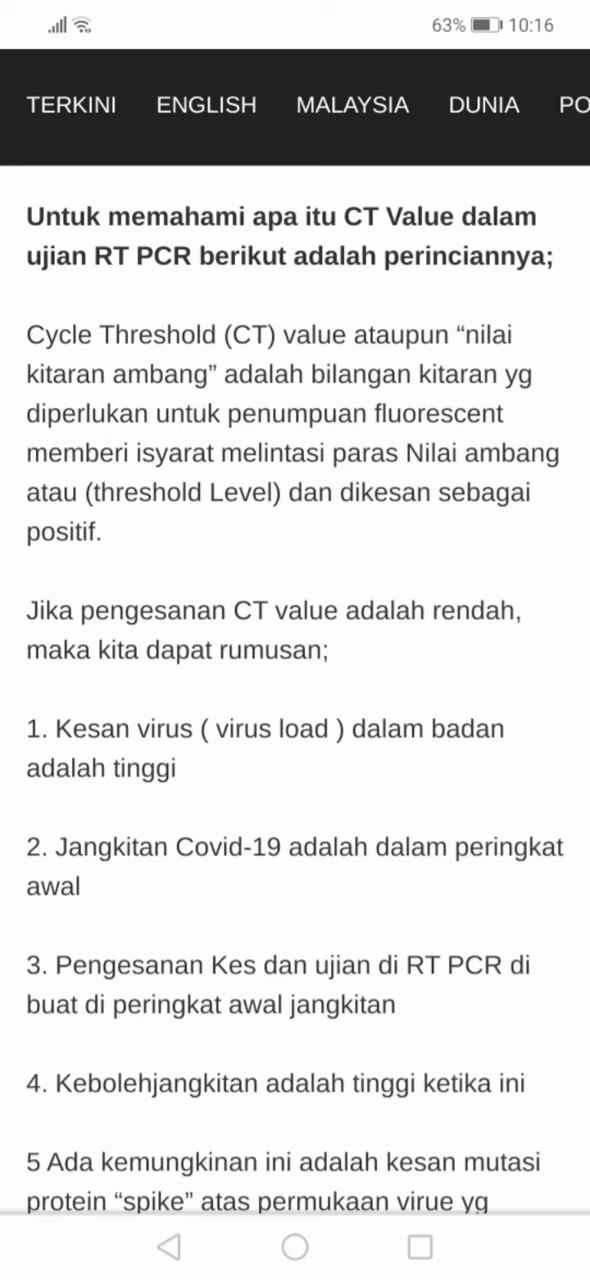 63% 10:16
TERKINI ENGLISH MALAYSIA DUNIA PO
Untuk memahami apa itu CT Value dalam
ujian RT PCR berikut adalah perinciannya;
Cycle Threshold (CT) value ataupun “nilai
kitaran ambang” adalah bilangan kitaran yg
diperlukan untuk penumpuan fluorescent
memberi isyarat melintasi paras Nilai ambang
atau (threshold Level) dan dikesan sebagai
positif.
Jika pengesanan CT value adalah rendah,
maka kita dapat rumusan;
1. Kesan virus ( virus load ) dalam badan
adalah tinggi
2. Jangkitan Covid-19 adalah dalam peringkat
awal
3. Pengesanan Kes dan ujian di RT PCR di
buat di peringkat awal jangkitan
4. Kebolehjangkitan adalah tinggi ketika ini
5 Ada kemungkinan ini adalah kesan mutasi
protein “spike” atas permukaan virue yg